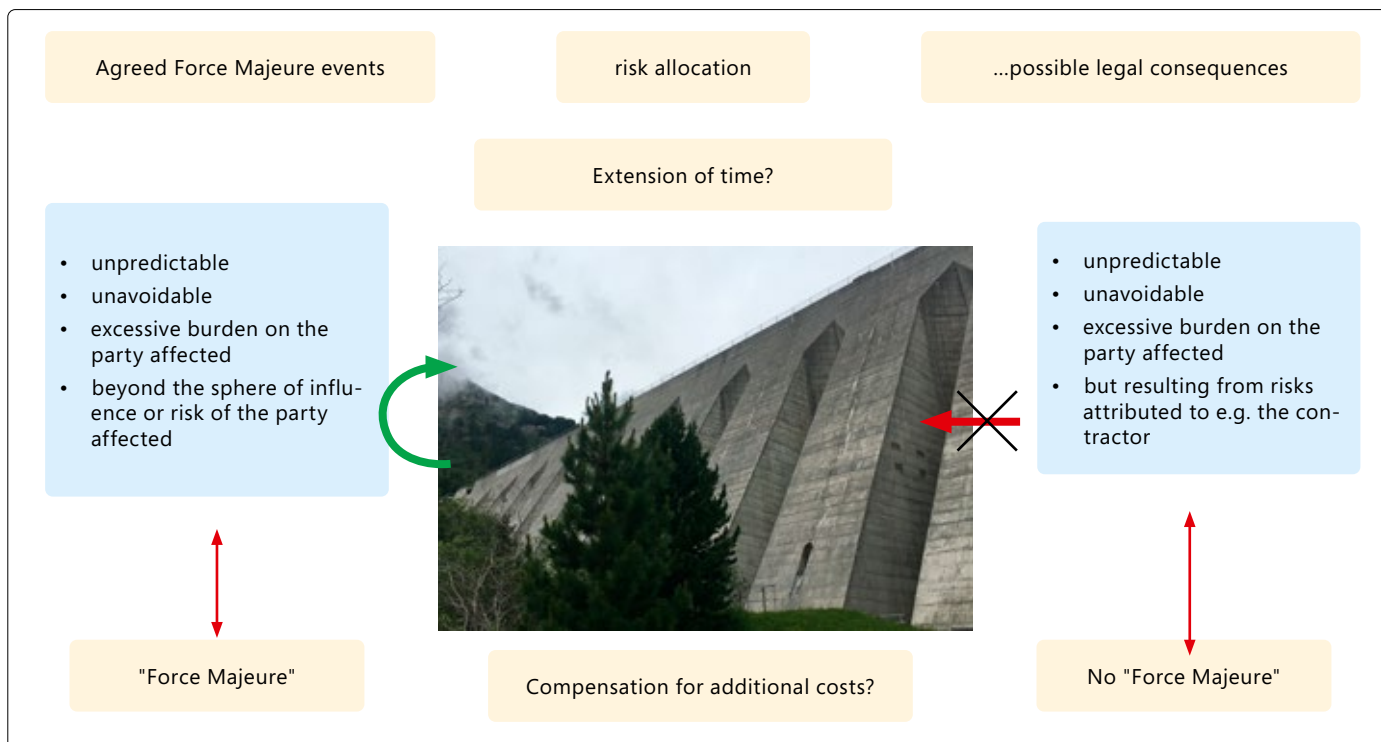 Agreed Force Majeure events
risk allocation
...possible legal consequences
Extension of time?
• unpredictable
• unavoidable
• excessive burden on the
party affected
• beyond the sphere of influ-
ence or risk of the party
affected
• unpredictable
• unavoidable
• excessive burden on the
party affected
• but resulting from risks
attributed to e.g. the con-
tractor
"Force Majeure"
Compensation for additional costs?
No "Force Majeure"